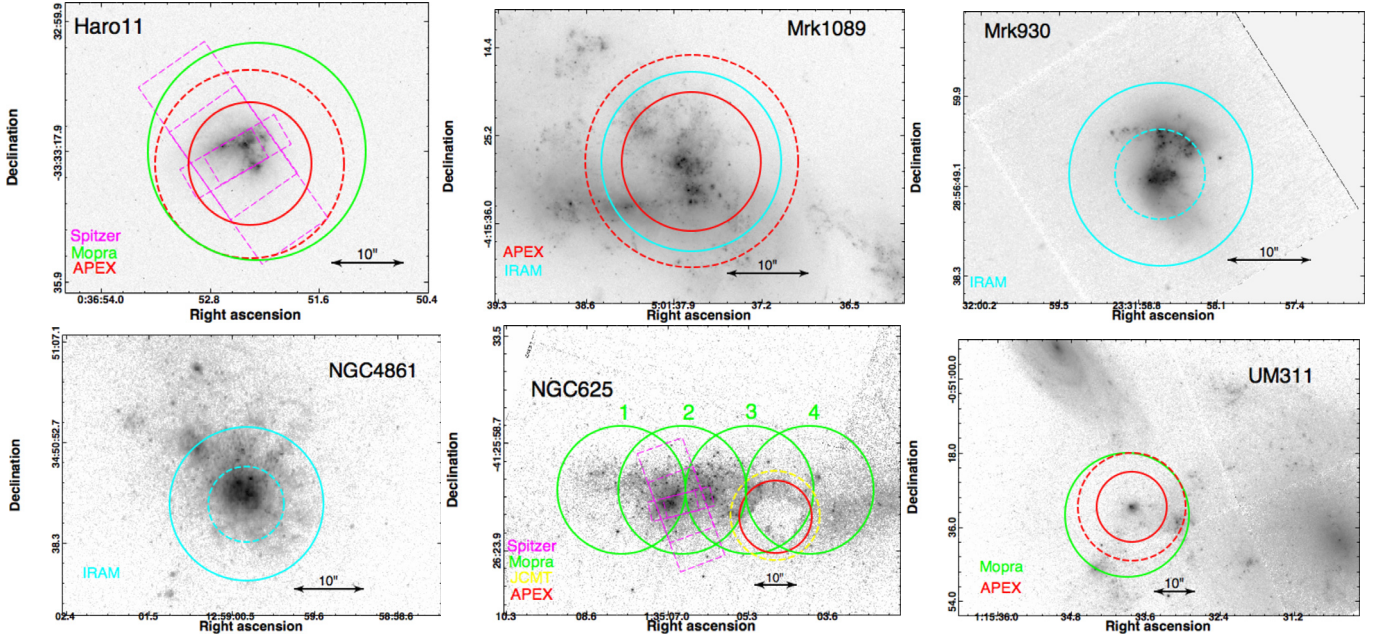 Haro11
Declination
32:59.9
-33:33:17.9
35.9
Spitzer
Mopra
APEX
10"
0:36:54.0 52.8 51.6 50.4
Right ascension
Mrk1089
Declination
14.4
25.2
-4:15:36.0
APEX
IRAM
10"
39.3 38.6 5:01:37.9 37.2 36.5
Right ascension
Mrk930
Declination
59.9
28:56:49.1
38.3
IRAM
10"
32:00.2 59.5 23:31:58.8 58.1 57.4
Right ascension
NGC4861
Declination
51:07.1
34:50:52.7
38.3
IRAM
10"
02.4 01.5 12:59:00.5 59.6 58:58.6
Right ascension
NGC625
Declination
33.5
-41:25:58.7
26:23.9
1 2 3 4
Spitzer
Mopra
JCMT
APEX
10"
10.3 08.6 1:35:07.0 05.3 03.6
Right ascension
UM311
Declination
-0:51:00.0
18.0
36.0
54.0
Mopra
APEX
10"
1:15:36.0 34.8 33.6 32.4 31.2
Right ascension